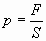 p = F/S